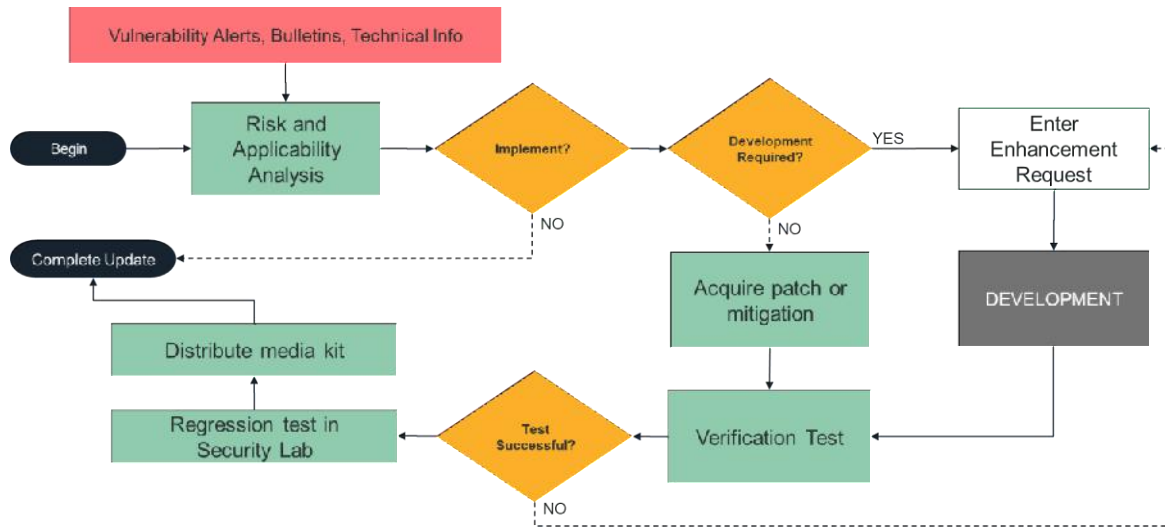 Vulnerability Alerts, Bulletins, Technical Info
Begin
Risk and
Applicability
Analysis
Implement?
Development
Required?
YES
Enter
Enhancement
Request
NO
NO
Complete Update
Acquire patch or
mitigation
DEVELOPMENT
Distribute media kit
Regression test in
Security Lab
Test
Successful?
Verification Test
NO